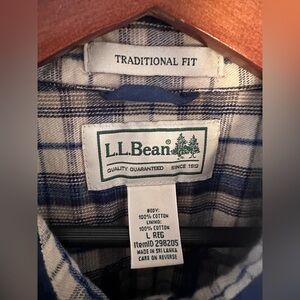 TRADITIONAL FIT
L.L.Bean®
QUALITY GUARANTEED SINCE 1912
BODY:
100% COTTON
LINING:
100% COTTON
L REG
ItemID 298205
MADE IN SRI LANKA
CARE ON REVERSE